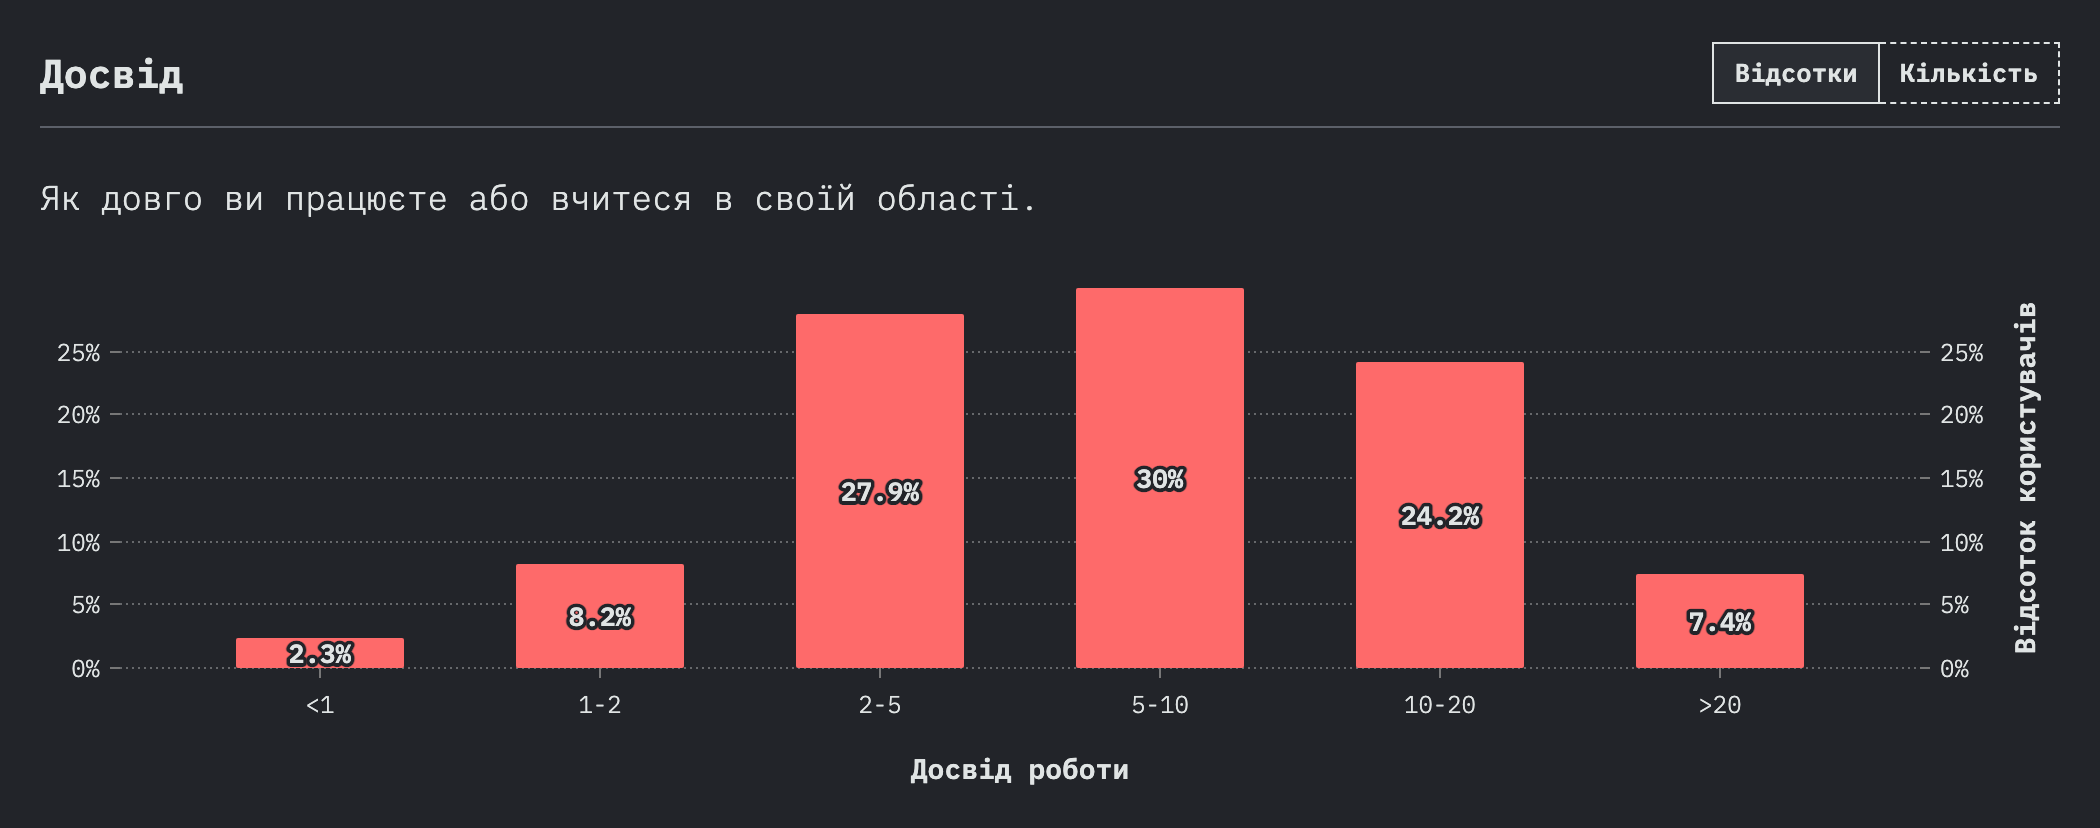 Досвід
Відсотки Кількість
Як довго ви працюєте або вчитеся в своїй області.
25% 25%
20% 20%
15% 15%
10% 10%
5% 5%
0% 0%
2.3% 8.2% 27.9% 30% 24.2% 7.4%
<1 1-2 2-5 5-10 10-20 >20
Досвід роботи
Відсоток користувачів